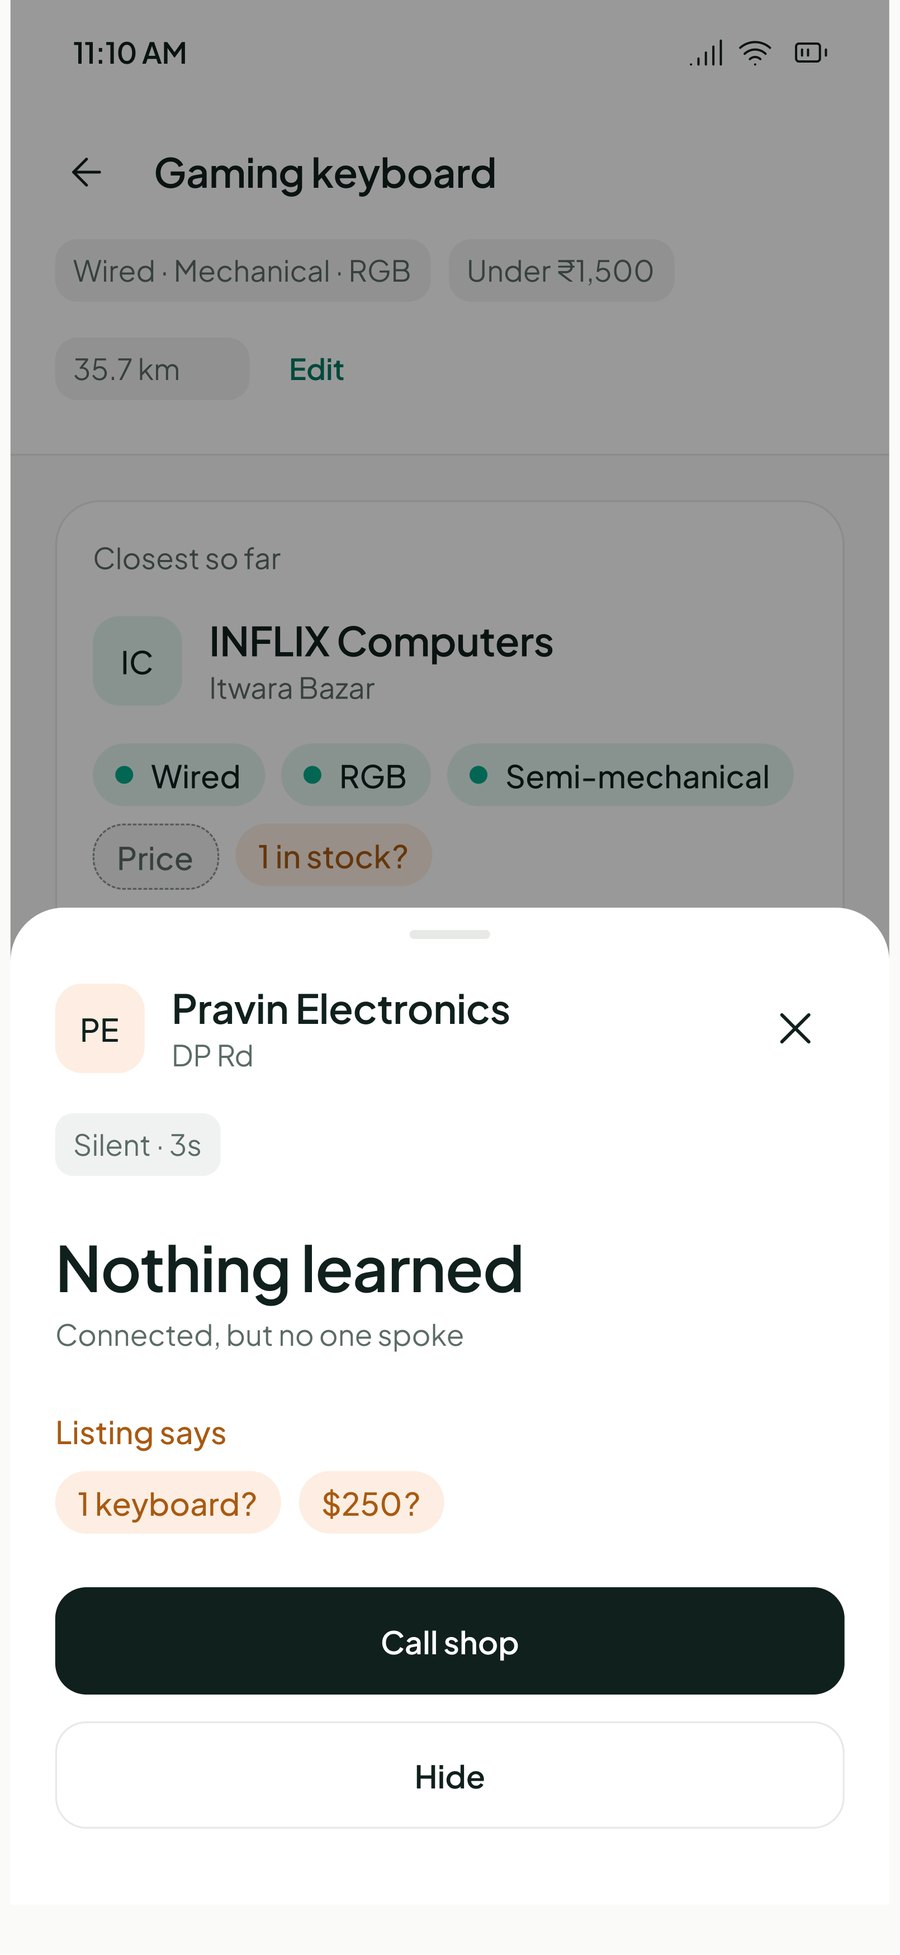 11:10 AM
Gaming keyboard
Wired · Mechanical · RGB
Under ₹1,500
35.7 km
Edit
Closest so far
IC
INFLIX Computers
Itwara Bazar
Wired
RGB
Semi-mechanical
Price
1 in stock?
PE
Pravin Electronics
DP Rd
Silent · 3s
Nothing learned
Connected, but no one spoke
Listing says
1 keyboard?
$250?
Call shop
Hide